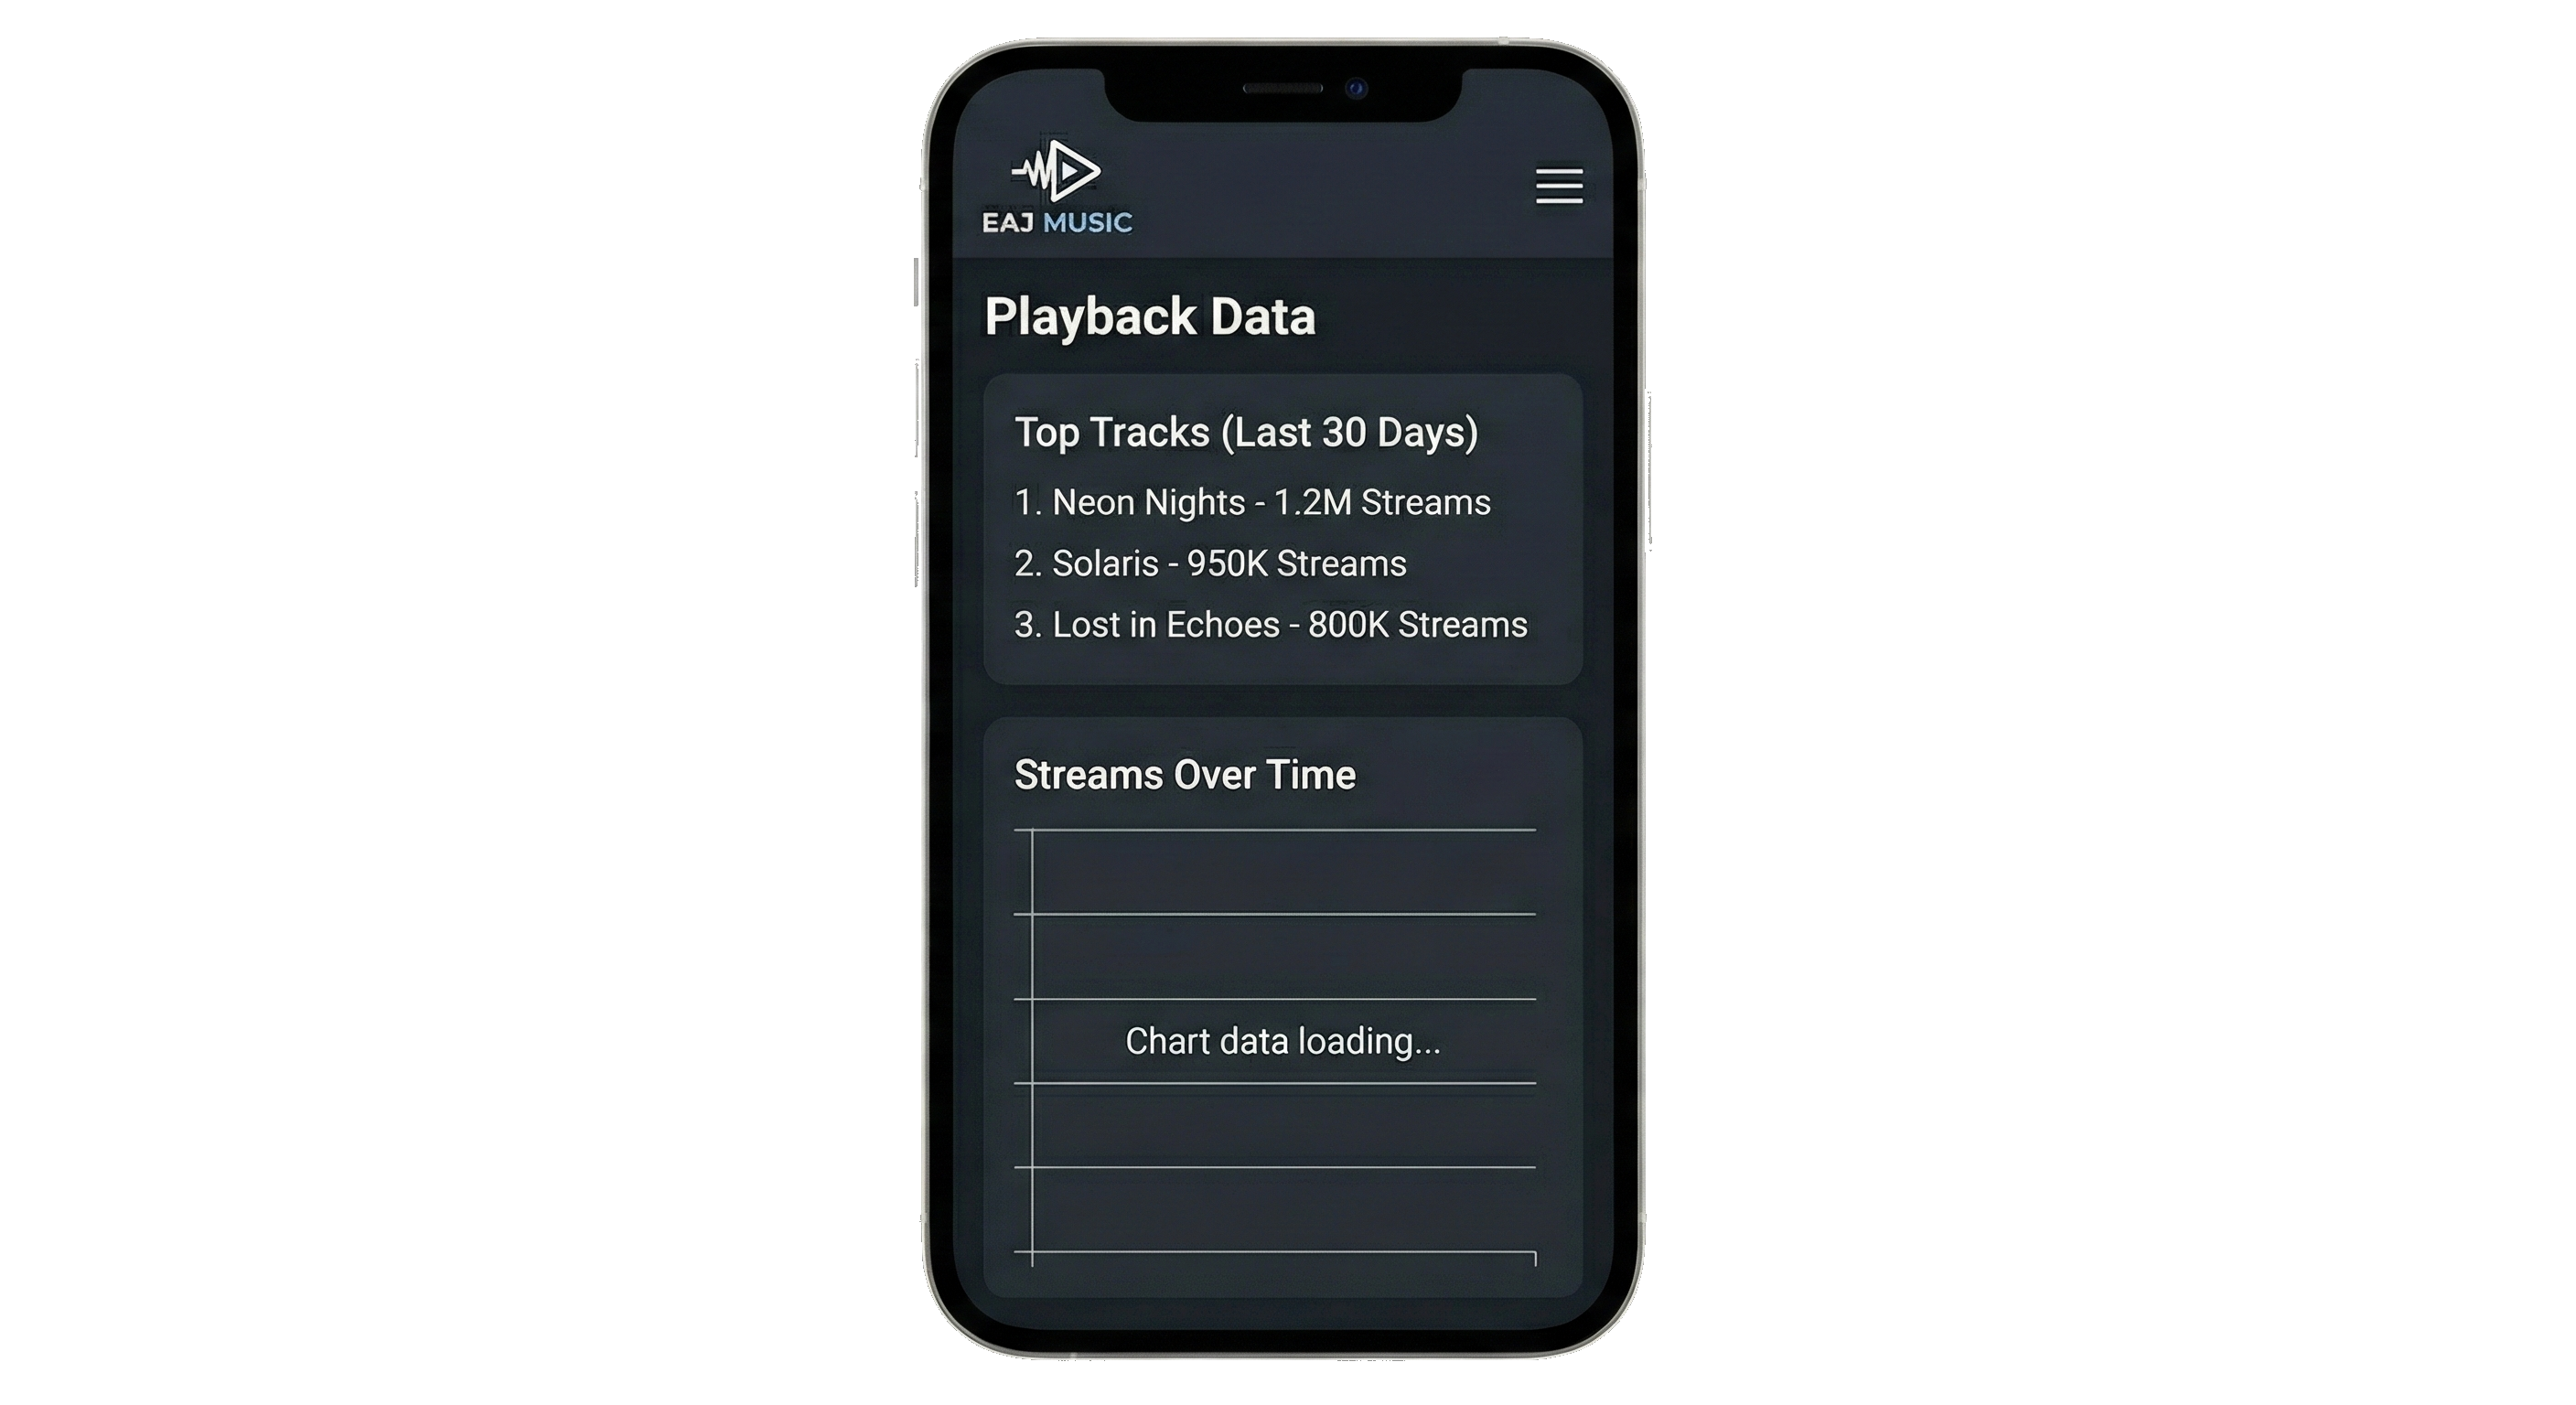 EAJ MUSIC
Playback Data
Top Tracks (Last 30 Days)
1. Neon Nights - 1.2M Streams
2. Solaris - 950K Streams
3. Lost in Echoes - 800K Streams
Streams Over Time
Chart data loading...